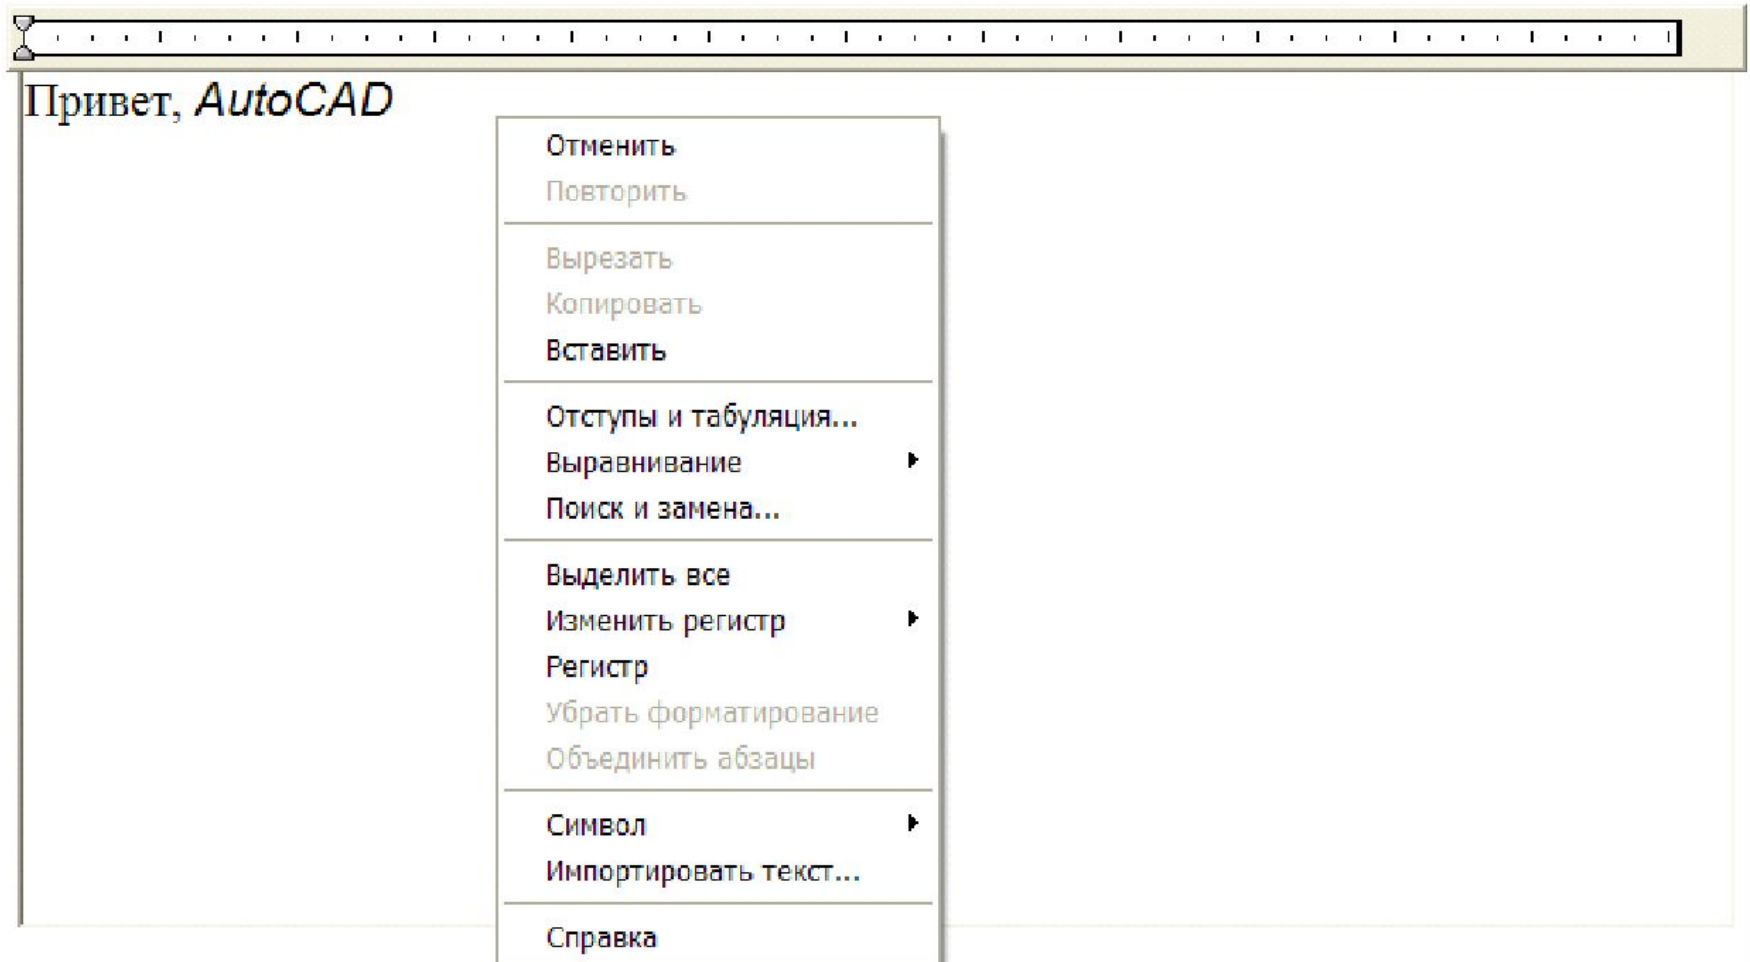 Привет, AutoCAD
Отменить
Повторить
Вырезать
Копировать
Вставить
Отступы и табуляция...
Выравнивание
Поиск и замена...
Выделить все
Изменить регистр
Регистр
Убрать форматирование
Объединить абзацы
Символ
Импортировать текст...
Справка